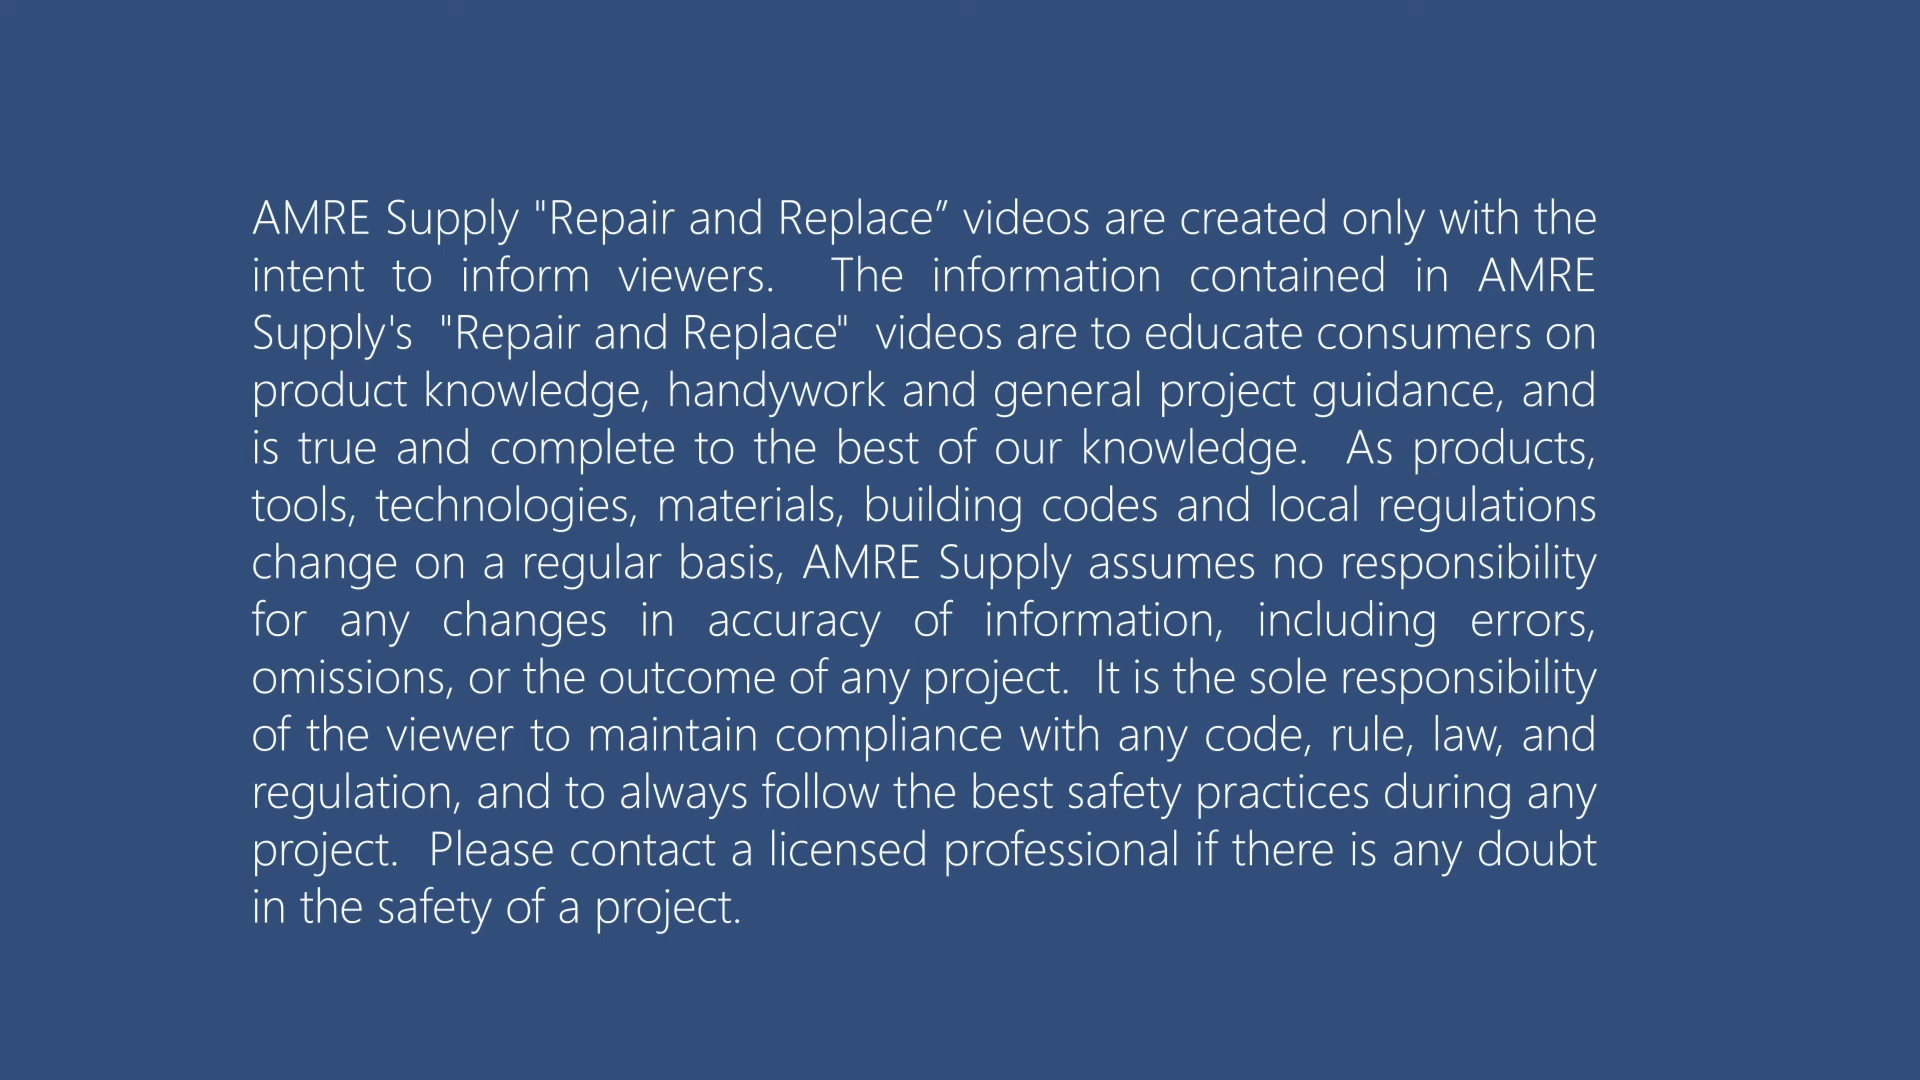 AMRE Supply "Repair and Replace” videos are created only with the
intent to inform viewers.  The information contained in AMRE
Supply's  "Repair and Replace"  videos are to educate consumers on
product knowledge, handywork and general project guidance, and
is true and complete to the best of our knowledge.  As products,
tools, technologies, materials, building codes and local regulations
change on a regular basis, AMRE Supply assumes no responsibility
for any changes in accuracy of information, including errors,
omissions, or the outcome of any project.  It is the sole responsibility
of the viewer to maintain compliance with any code, rule, law, and
regulation, and to always follow the best safety practices during any
project.  Please contact a licensed professional if there is any doubt
in the safety of a project.